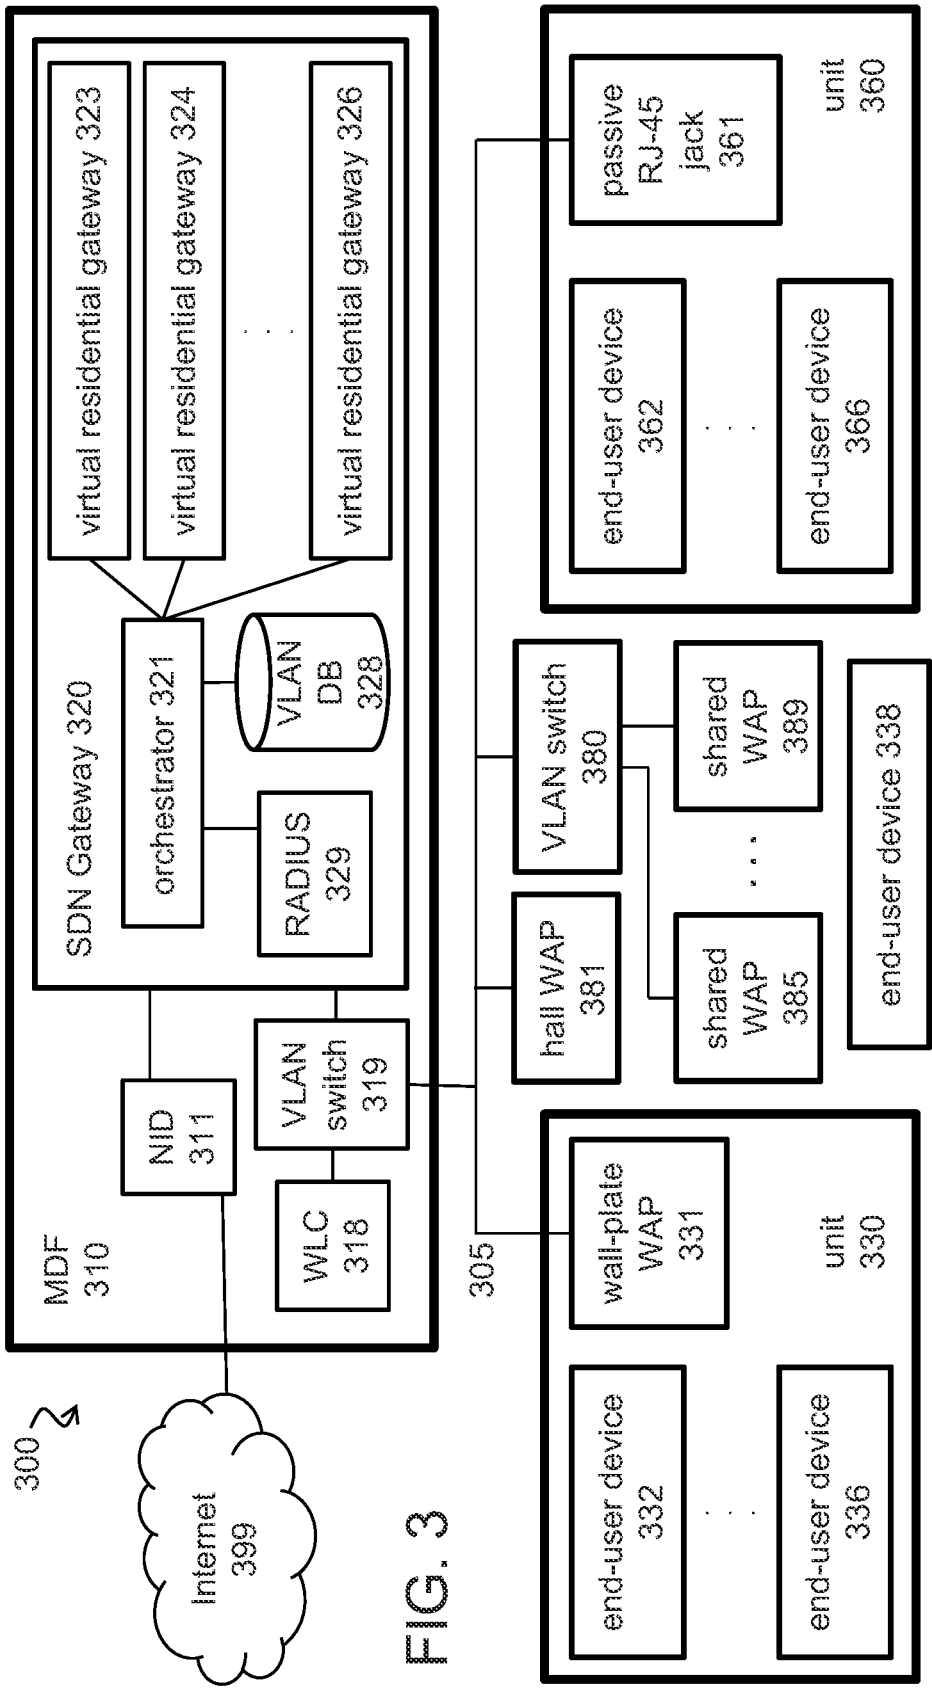 300
Internet
399
FIG. 3
MDF
310
NID
311
WLC
318
VLAN
switch
319
SDN Gateway 320
orchestrator 321
RADIUS
329
VLAN
DB
328
virtual residential gateway 323
virtual residential gateway 324
. . .
virtual residential gateway 326
305
wall-plate
WAP
331
end-user device
332
. . .
end-user device
336
unit
330
hall WAP
381
VLAN switch
380
shared
WAP
385
. . .
shared
WAP
389
end-user device 338
passive
RJ-45
jack
361
end-user device
362
. . .
end-user device
366
unit
360